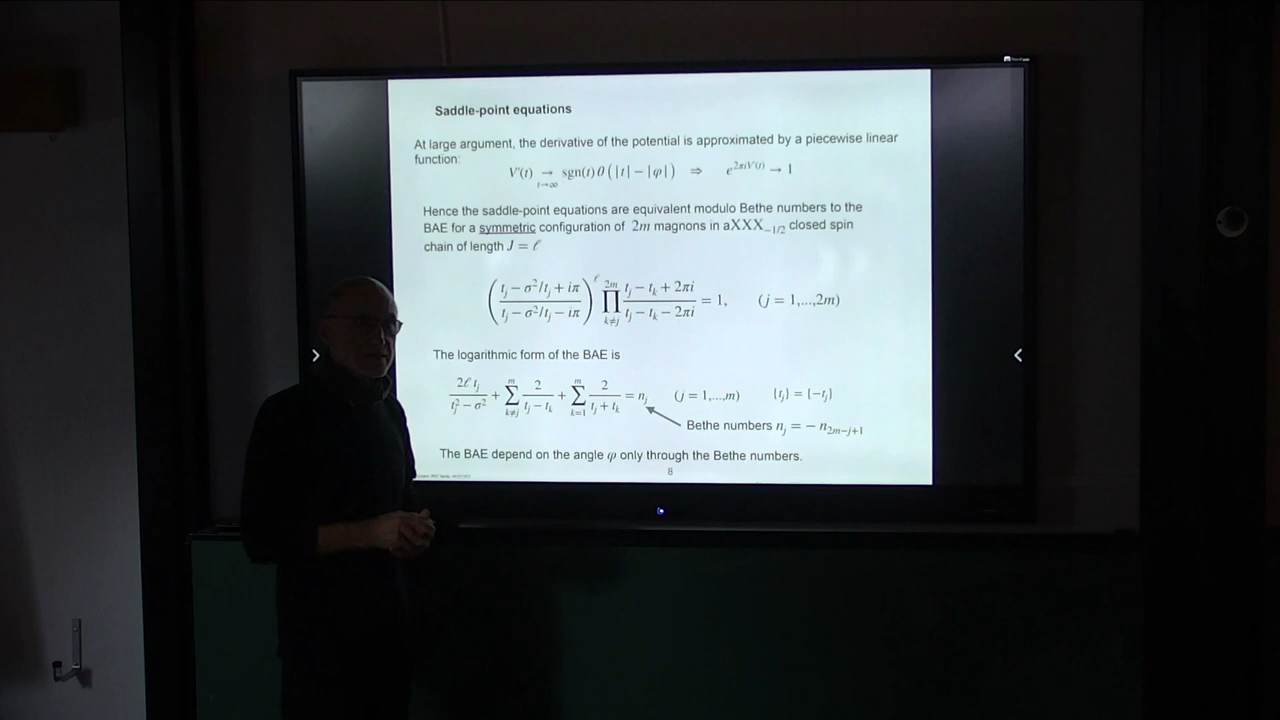 Saddle-point equations
At large argument, the derivative of the potential is approximated by a piecewise linear
function:
V'(t) → sgn(t) θ ( |t| − |φ| ) ⇒ e^{2πiV'(t)} → 1
t→∞
Hence the saddle-point equations are equivalent modulo Bethe numbers to the
BAE for a symmetric configuration of 2m magnons in aXXX_{−1/2} closed spin
chain of length J = ℓ
( (t_j − σ²/t_j + iπ) / (t_j − σ²/t_j − iπ) )^ℓ ∏_{k≠j}^{2m} (t_j − t_k + 2πi) / (t_j − t_k − 2πi) = 1, (j = 1,...,2m)
The logarithmic form of the BAE is
2ℓ t_j / (t_j² − σ²) + ∑_{k≠j}^{m} 2 / (t_j − t_k) + ∑_{k=1}^{m} 2 / (t_j + t_k) = n_j (j = 1,...,m) {t_j} = {−t_j}
Bethe numbers n_j = − n_{2m−j+1}
The BAE depend on the angle φ only through the Bethe numbers.
8